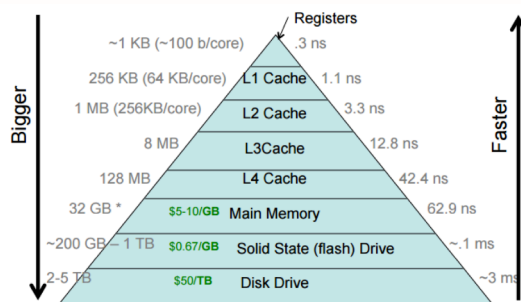 Registers
~1 KB (~100 b/core) .3 ns
256 KB (64 KB/core) L1 Cache 1.1 ns
1 MB (256KB/core) L2 Cache 3.3 ns
8 MB L3Cache 12.8 ns
128 MB L4 Cache 42.4 ns
32 GB * $5-10/GB Main Memory 62.9 ns
~200 GB – 1 TB $0.67/GB Solid State (flash) Drive ~.1 ms
2-5 TB $50/TB Disk Drive ~3 ms
Bigger
Faster